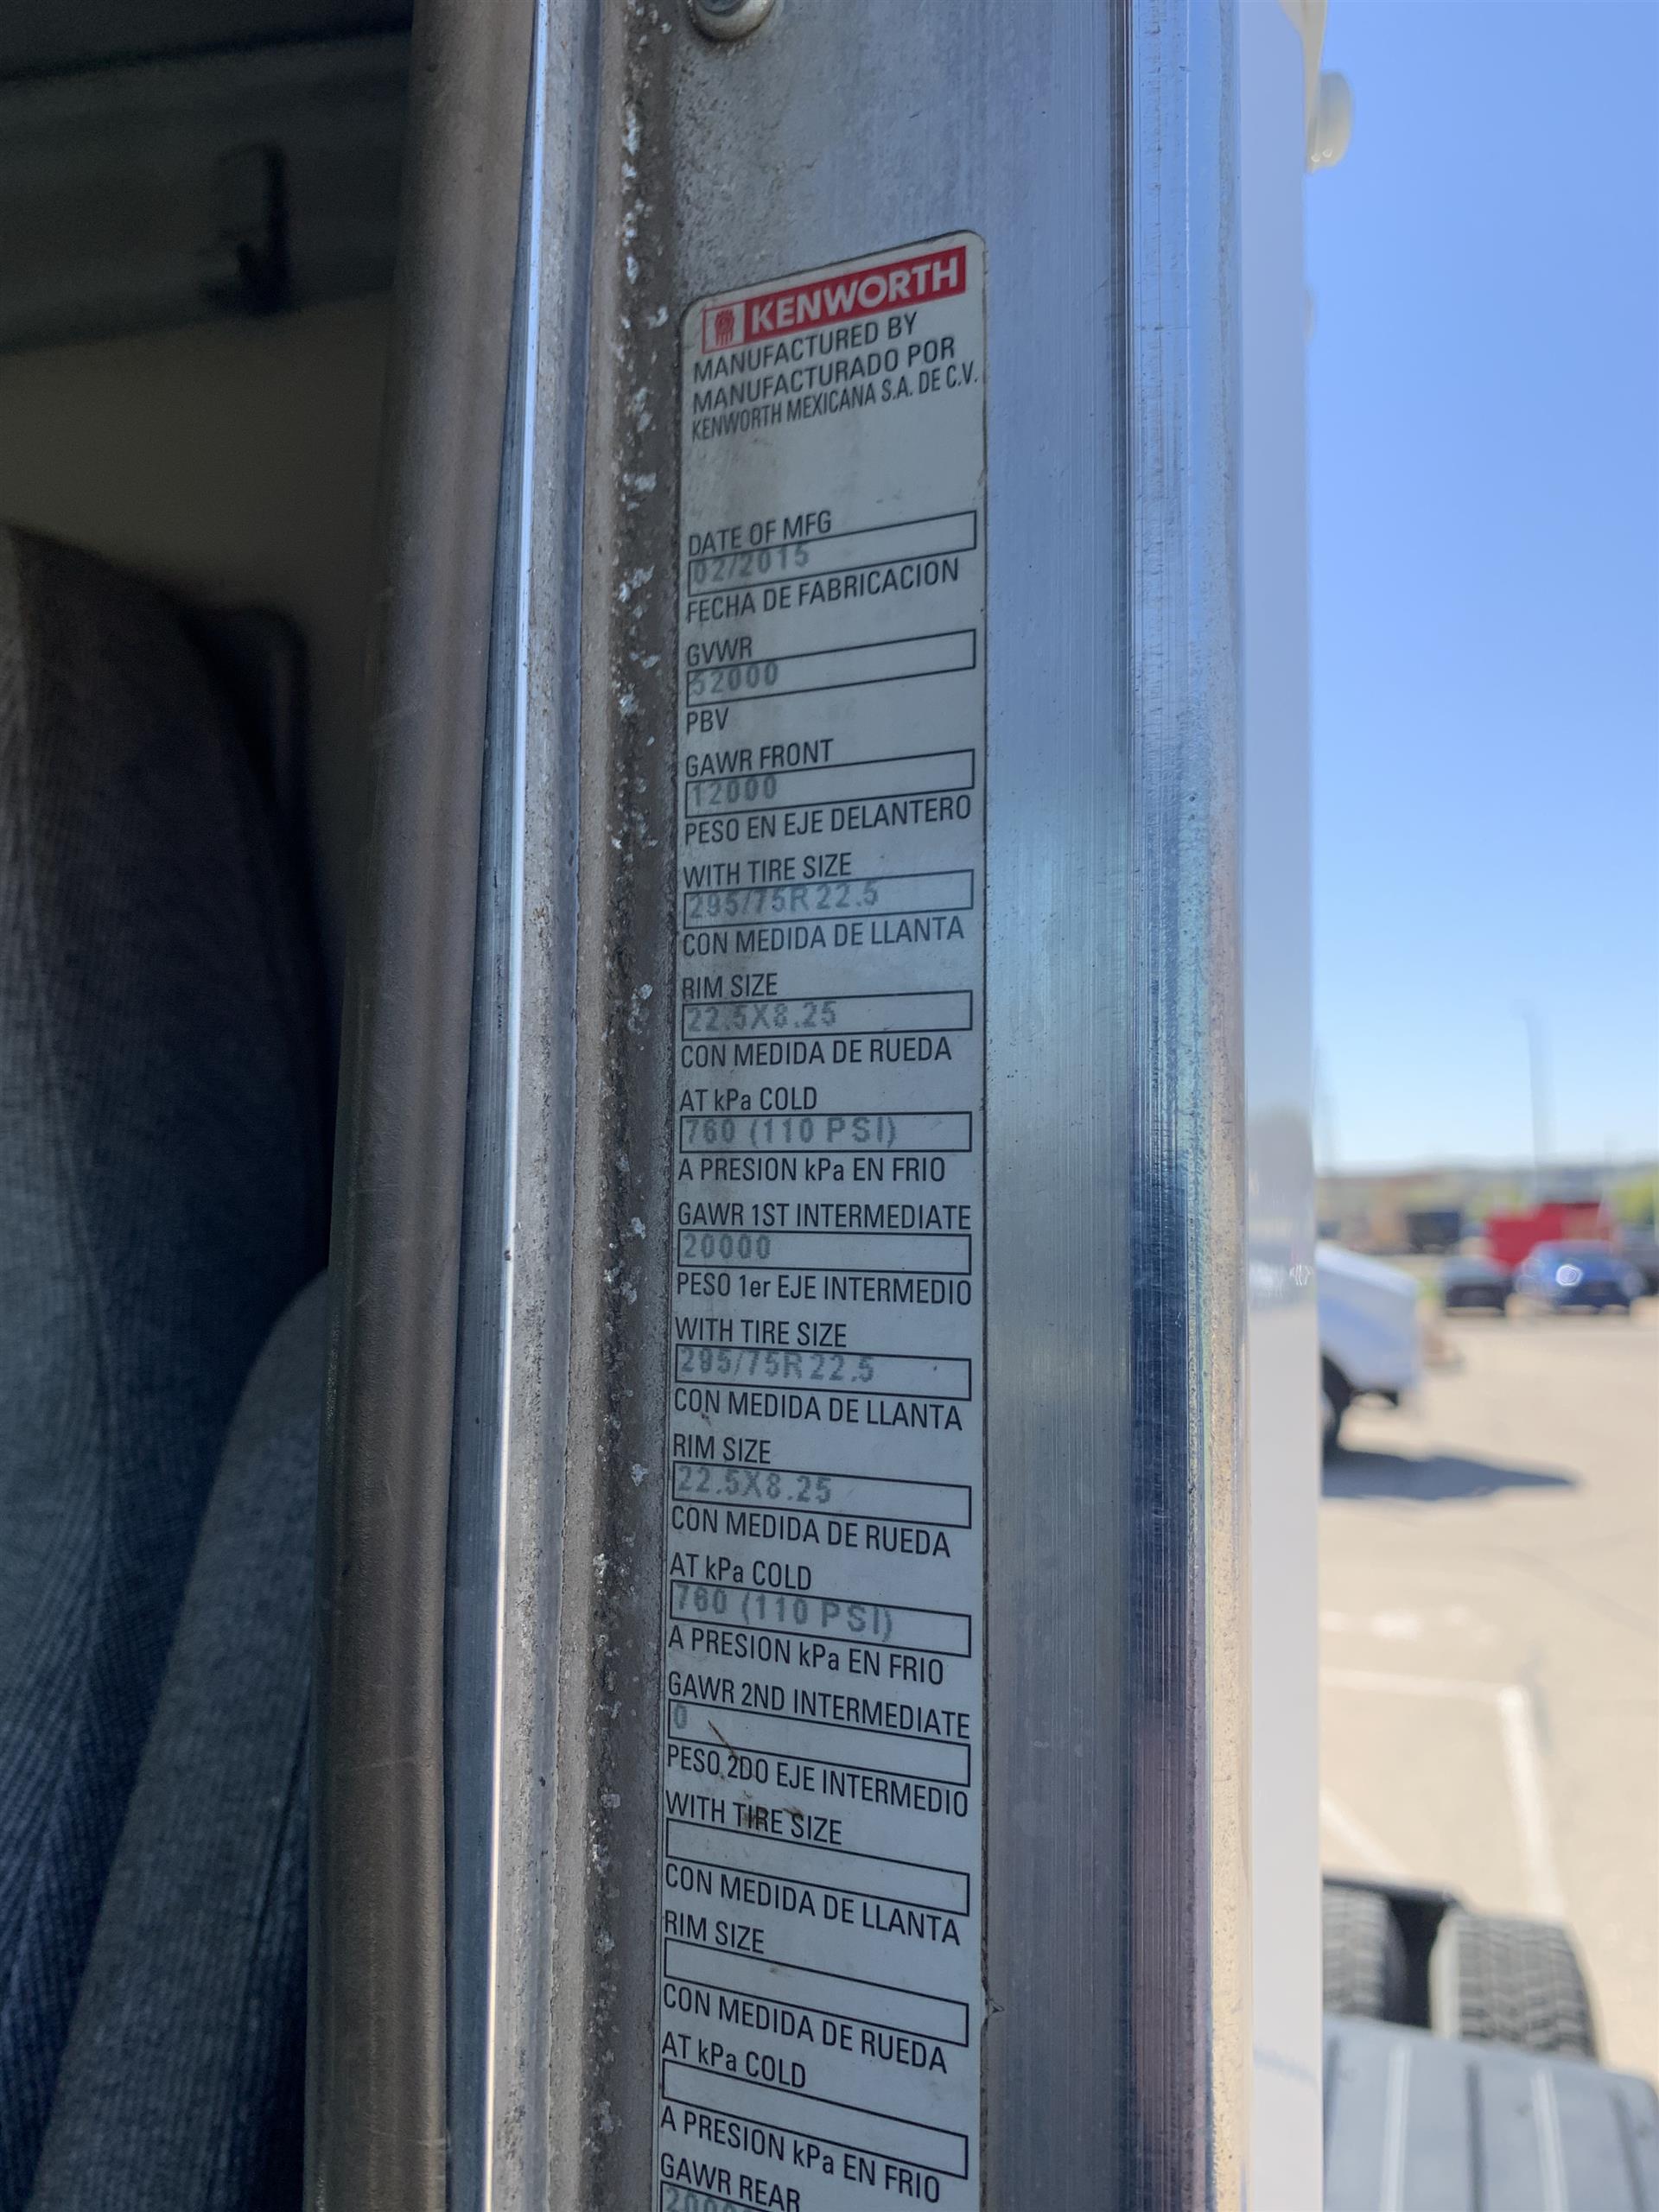 KENWORTH
MANUFACTURED BY
MANUFACTURADO POR
KENWORTH MEXICANA S.A. DE C.V.
DATE OF MFG
02/2015
FECHA DE FABRICACION
GVWR
52000
PBV
GAWR FRONT
12000
PESO EN EJE DELANTERO
WITH TIRE SIZE
295/75R22.5
CON MEDIDA DE LLANTA
RIM SIZE
22.5X8.25
CON MEDIDA DE RUEDA
AT kPa COLD
760 (110 PSI)
A PRESION kPa EN FRIO
GAWR 1ST INTERMEDIATE
20000
PESO 1er EJE INTERMEDIO
WITH TIRE SIZE
295/75R22.5
CON MEDIDA DE LLANTA
RIM SIZE
22.5X8.25
CON MEDIDA DE RUEDA
AT kPa COLD
760 (110 PSI)
A PRESION kPa EN FRIO
GAWR 2ND INTERMEDIATE
0
PESO 2DO EJE INTERMEDIO
WITH TIRE SIZE
CON MEDIDA DE LLANTA
RIM SIZE
CON MEDIDA DE RUEDA
AT kPa COLD
A PRESION kPa EN FRIO
GAWR REAR